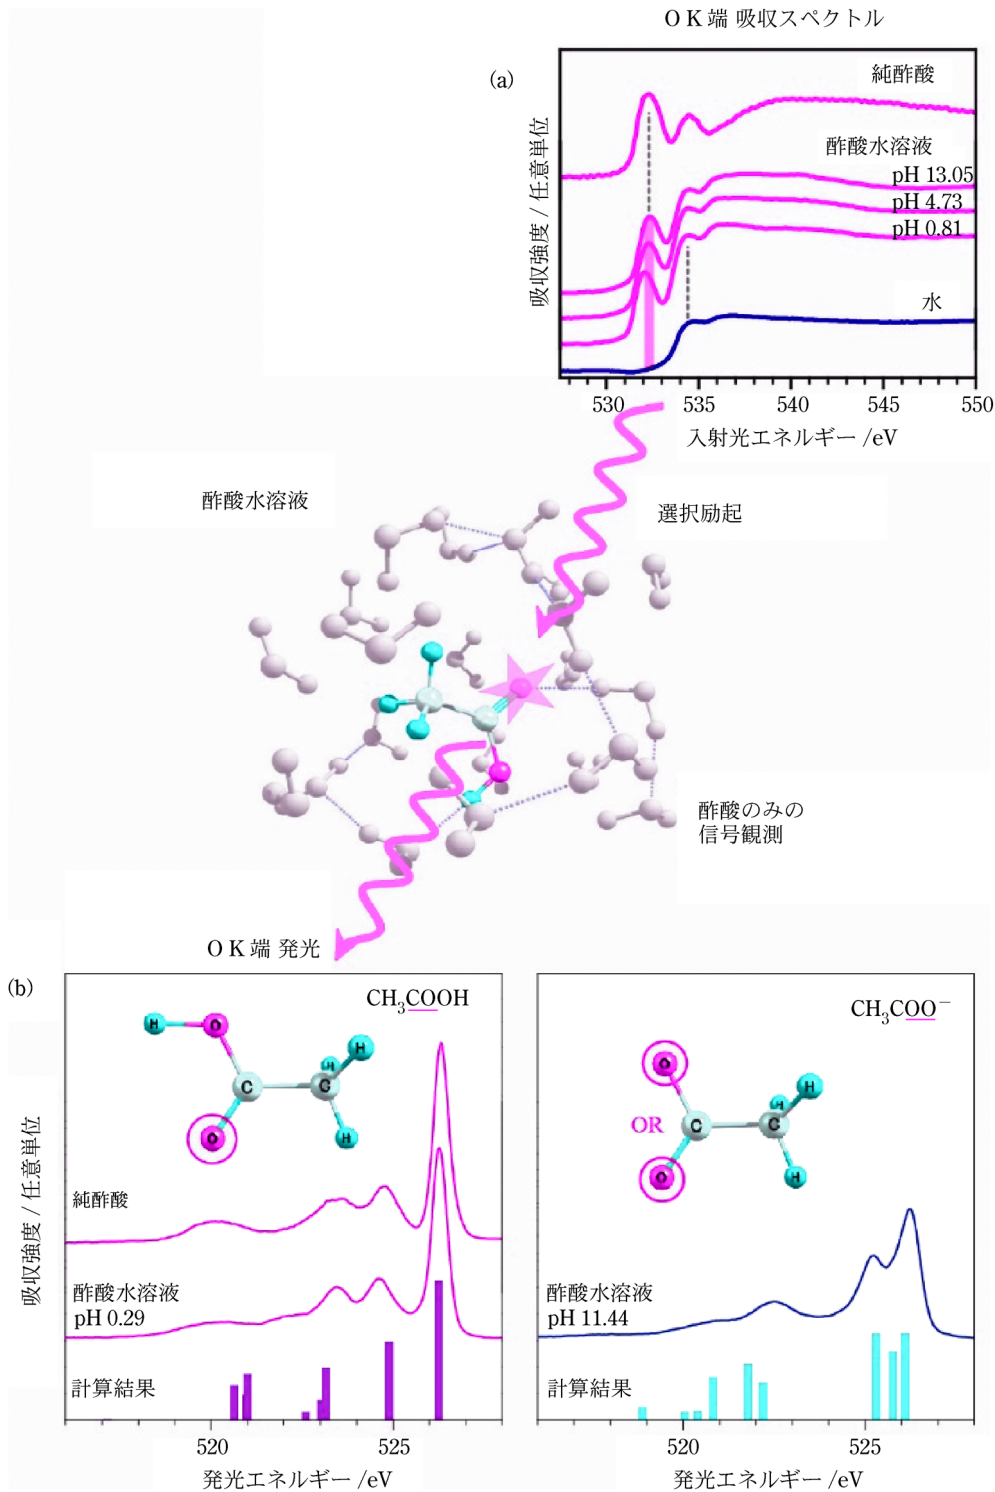 O K 端 吸収スペクトル
(a)
純酢酸
酢酸水溶液
pH 13.05
pH 4.73
pH 0.81
水
吸収強度 / 任意単位
530 535 540 545 550
入射光エネルギー /eV
酢酸水溶液
選択励起
酢酸のみの
信号観測
O K 端 発光
(b)
CH3COOH
H O C C H H H O
純酢酸
酢酸水溶液
pH 0.29
計算結果
吸収強度 / 任意単位
520 525
発光エネルギー /eV
CH3COO−
O C C H H H O
OR
酢酸水溶液
pH 11.44
計算結果
520 525
発光エネルギー /eV